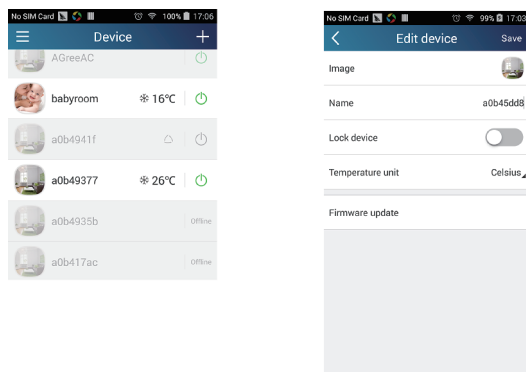 No SIM Card 100% 17:06
Device
AGreeAC
babyroom 16℃
a0b4941f
a0b49377 26℃
a0b4935b Offline
a0b417ac Offline
No SIM Card 99% 17:03
Edit device Save
Image
Name a0b45dd8
Lock device
Temperature unit Celsius
Firmware update